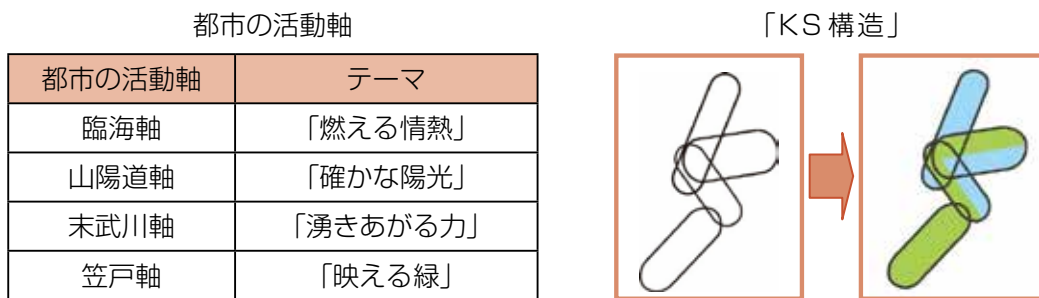 都市の活動軸
「KS構造」
都市の活動軸 テーマ
臨海軸 「燃える情熱」
山陽道軸 「確かな陽光」
末武川軸 「湧きあがる力」
笠戸軸 「映える緑」